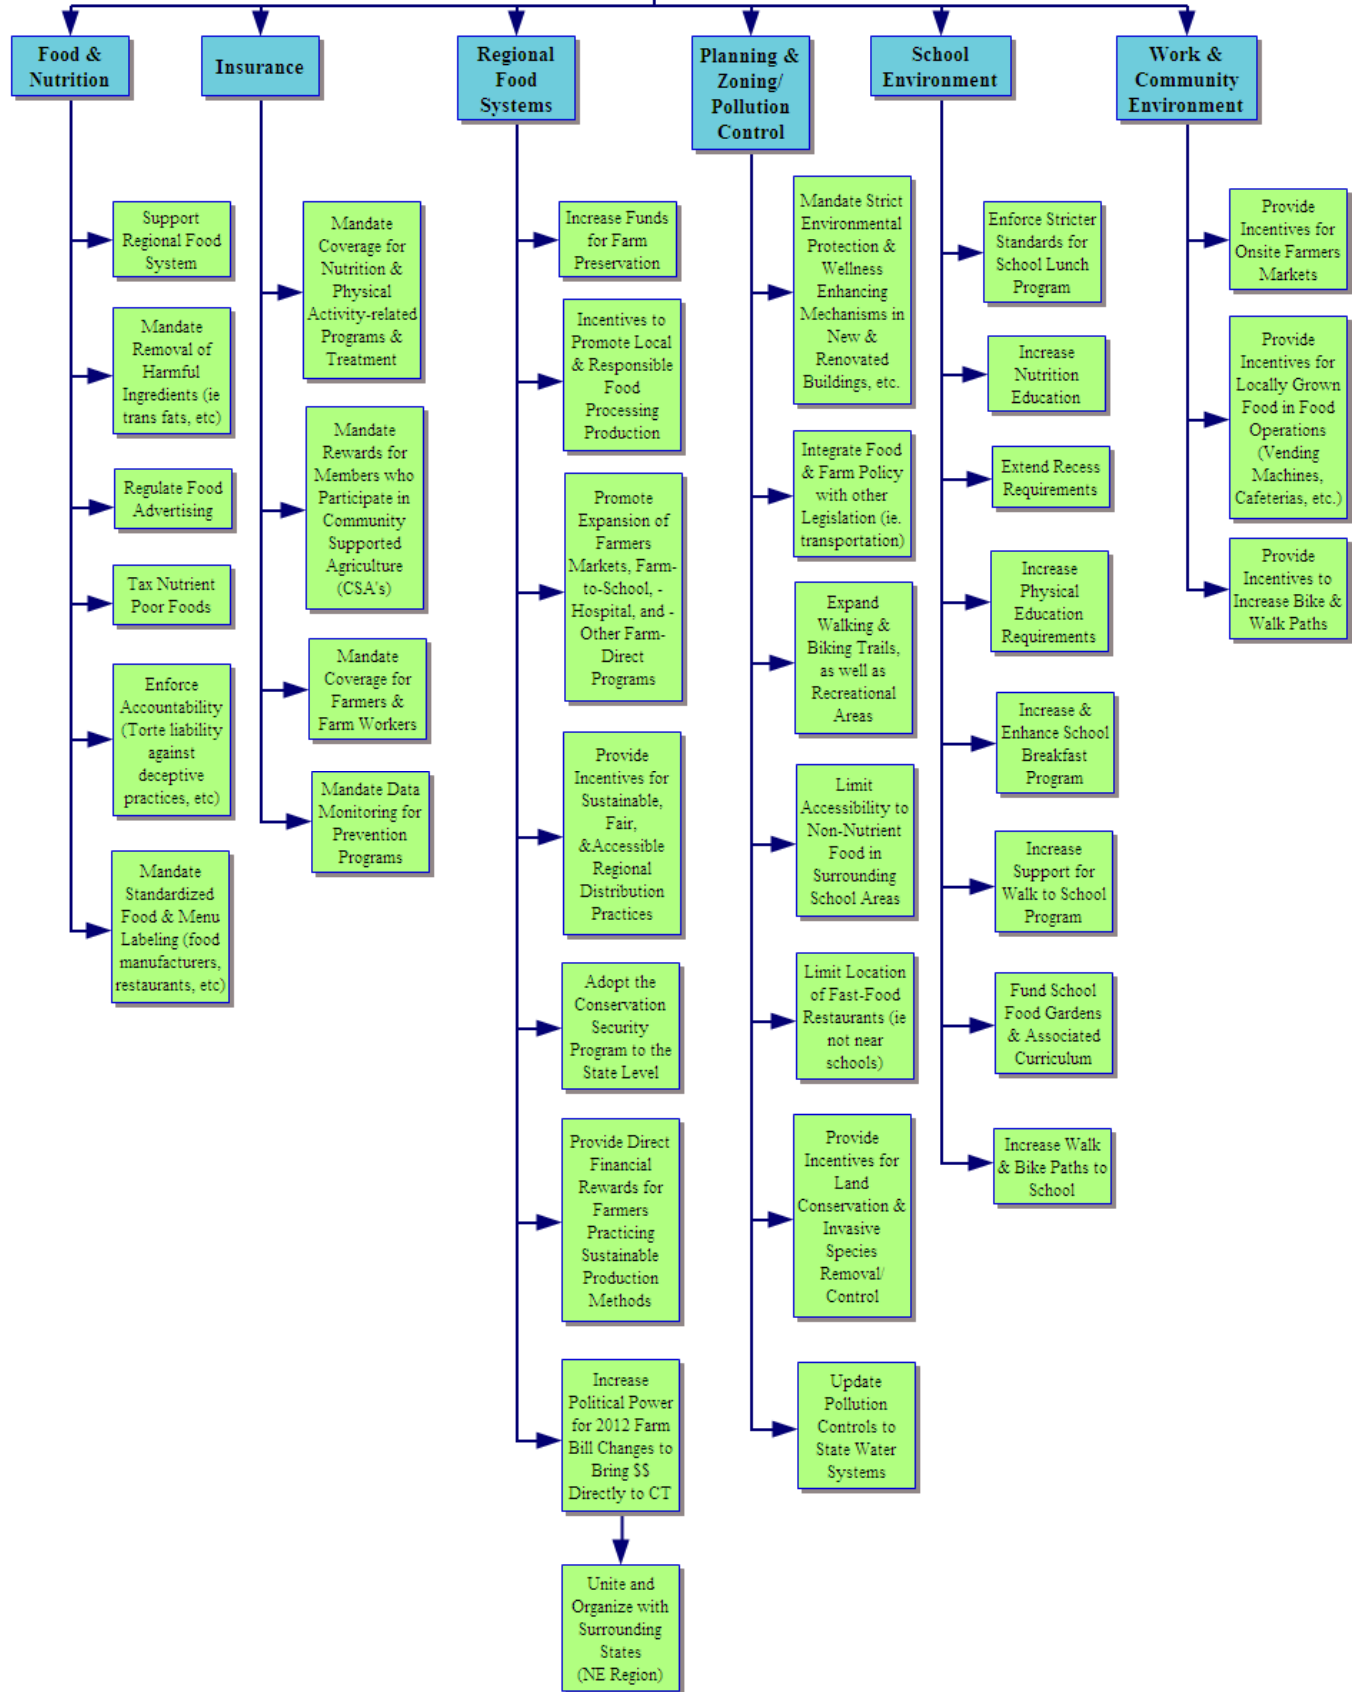 Food &
Nutrition
Support
Regional Food
System
Mandate
Removal of
Harmful
Ingredients (ie
trans fats, etc)
Regulate Food
Advertising
Tax Nutrient
Poor Foods
Enforce
Accountability
(Torte liability
against
deceptive
practices, etc)
Mandate
Standardized
Food & Menu
Labeling (food
manufacturers,
restaurants, etc)
Insurance
Mandate
Coverage for
Nutrition &
Physical
Activity-related
Programs &
Treatment
Mandate
Rewards for
Members who
Participate in
Community
Supported
Agriculture
(CSA's)
Mandate
Coverage for
Farmers &
Farm Workers
Mandate Data
Monitoring for
Prevention
Programs
Regional
Food
Systems
Increase Funds
for Farm
Preservation
Incentives to
Promote Local
& Responsible
Food
Processing
Production
Promote
Expansion of
Farmers
Markets, Farm-
to-School, -
Hospital, and -
Other Farm-
Direct
Programs
Provide
Incentives for
Sustainable,
Fair,
&Accessible
Regional
Distribution
Practices
Adopt the
Conservation
Security
Program to the
State Level
Provide Direct
Financial
Rewards for
Farmers
Practicing
Sustainable
Production
Methods
Increase
Political Power
for 2012 Farm
Bill Changes to
Bring $$
Directly to CT
Unite and
Organize with
Surrounding
States
(NE Region)
Planning &
Zoning/
Pollution
Control
Mandate Strict
Environmental
Protection &
Wellness
Enhancing
Mechanisms in
New &
Renovated
Buildings, etc.
Integrate Food
& Farm Policy
with other
Legislation (ie.
transportation)
Expand
Walking &
Biking Trails,
as well as
Recreational
Areas
Limit
Accessibility to
Non-Nutrient
Food in
Surrounding
School Areas
Limit Location
of Fast-Food
Restaurants (ie
not near
schools)
Provide
Incentives for
Land
Conservation &
Invasive
Species
Removal/
Control
Update
Pollution
Controls to
State Water
Systems
School
Environment
Enforce Stricter
Standards for
School Lunch
Program
Increase
Nutrition
Education
Extend Recess
Requirements
Increase
Physical
Education
Requirements
Increase &
Enhance School
Breakfast
Program
Increase
Support for
Walk to School
Program
Fund School
Food Gardens
& Associated
Curriculum
Increase Walk
& Bike Paths to
School
Work &
Community
Environment
Provide
Incentives for
Onsite Farmers
Markets
Provide
Incentives for
Locally Grown
Food in Food
Operations
(Vending
Machines,
Cafeterias, etc.)
Provide
Incentives to
Increase Bike &
Walk Paths